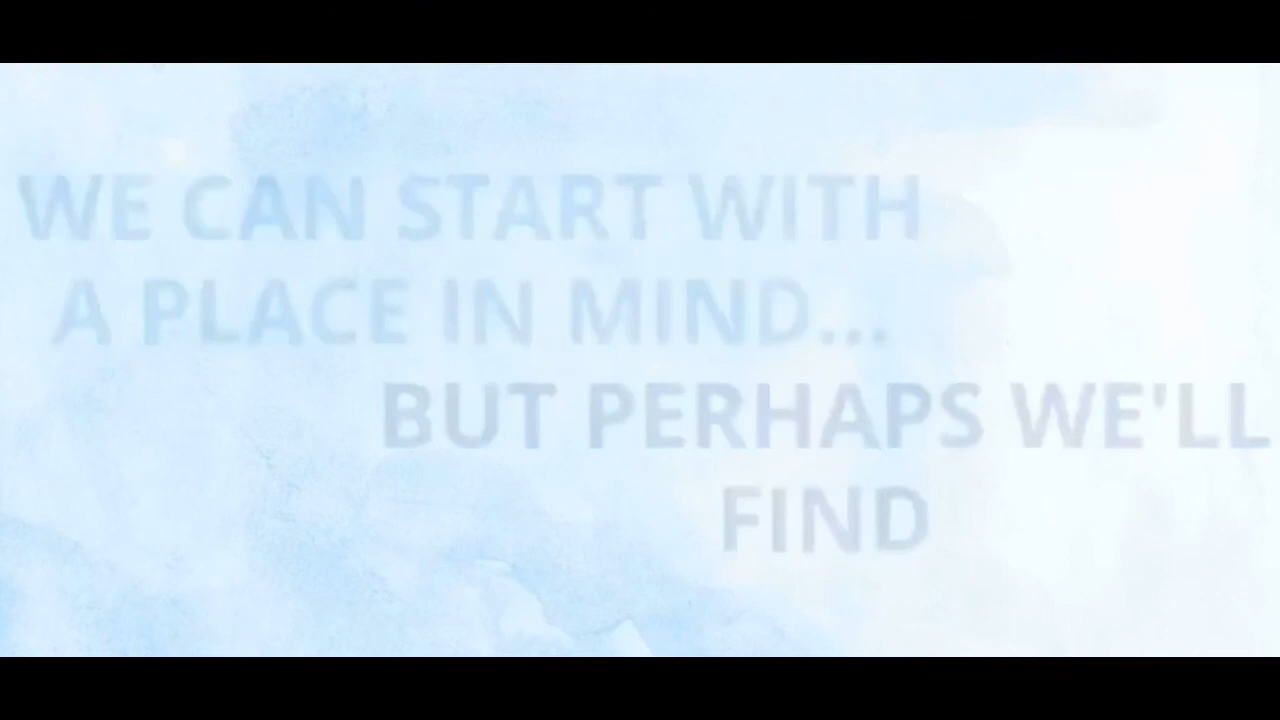 WE CAN START WITH
A PLACE IN MIND...
BUT PERHAPS WE'LL
FIND